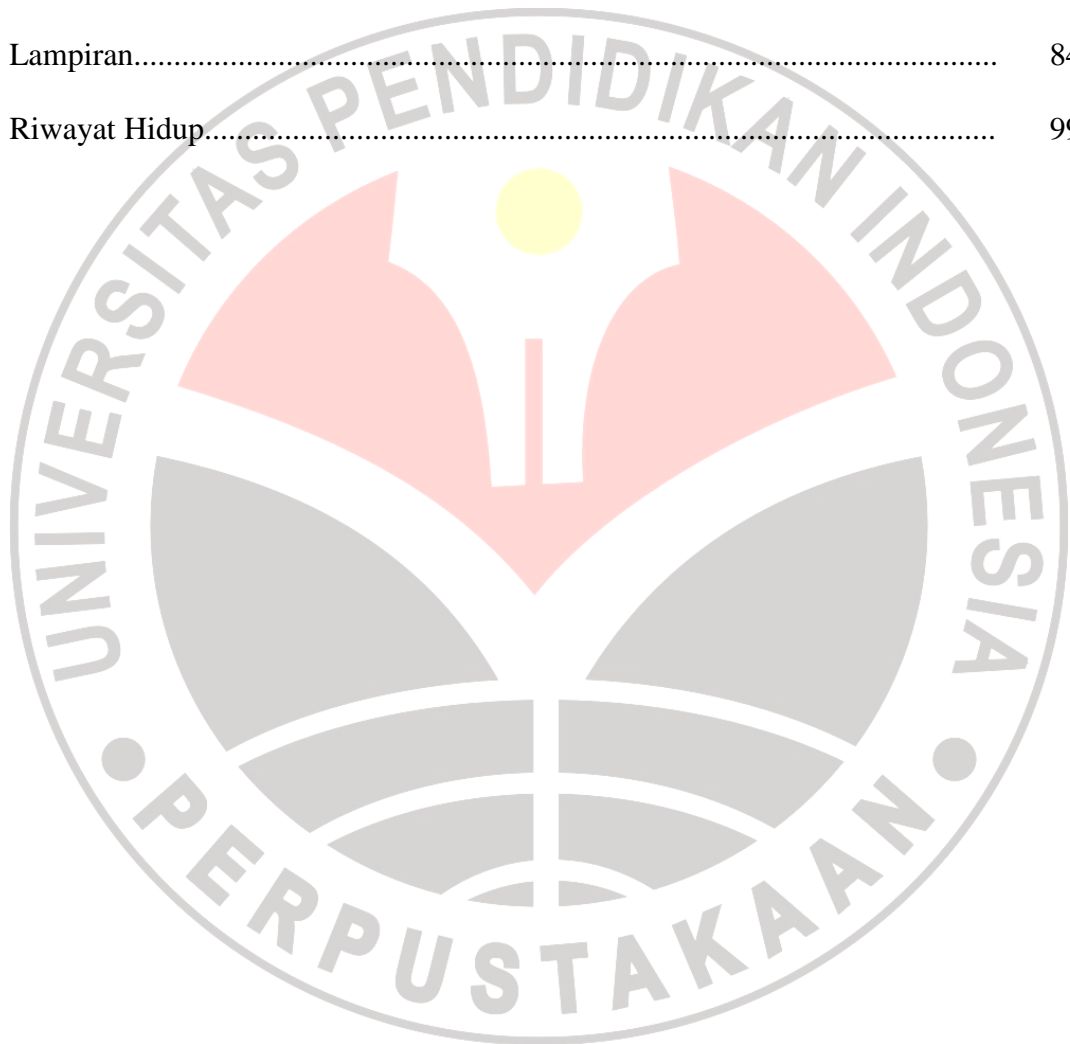 Lampiran............................................................................................................ 84
Riwayat Hidup................................................................................................... 99
UNIVERSITAS PENDIDIKAN INDONESIA
PERPUSTAKAAN